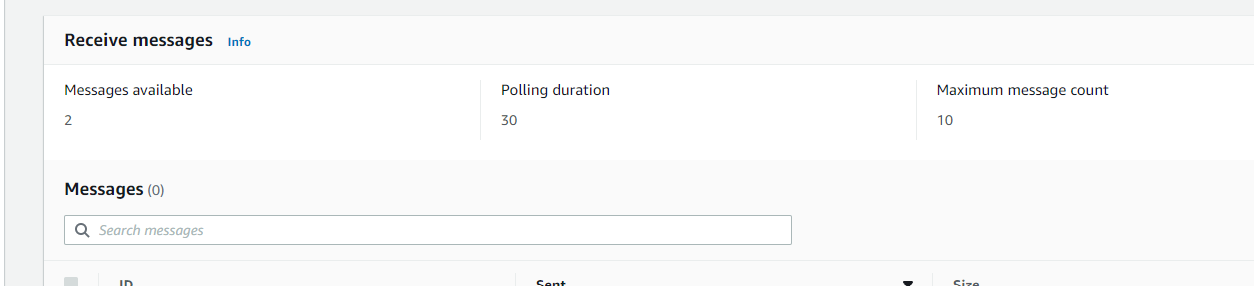 Receive messages Info
Messages available Polling duration Maximum message count
2 30 10
Messages (0)
Search messages
ID Sent Size